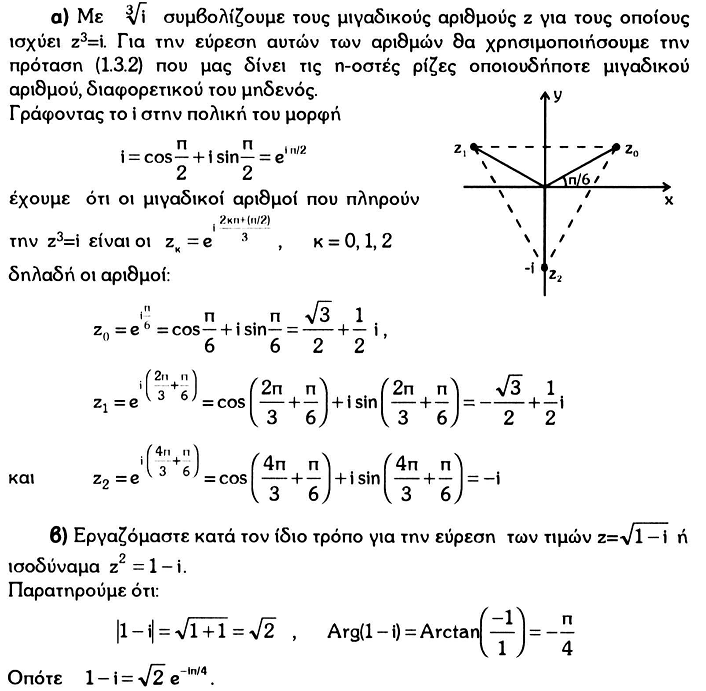 α) Με ∛i συμβολίζουμε τους μιγαδικούς αριθμούς z για τους οποίους
ισχύει z³=i. Για την εύρεση αυτών των αριθμών θα χρησιμοποιήσουμε την
πρόταση (1.3.2) που μας δίνει τις n-οστές ρίζες οποιουδήποτε μιγαδικού
αριθμού, διαφορετικού του μηδενός.
Γράφοντας το i στην πολική του μορφή
i = cos π/2 + i sin π/2 = e^{iπ/2}
έχουμε ότι οι μιγαδικοί αριθμοί που πληρούν
την z³=i είναι οι z_κ = e^{i (2κπ+(π/2))/3} , κ = 0, 1, 2
δηλαδή οι αριθμοί:
y
z₁
z₀
π/6
x
-i
z₂
z₀ = e^{i π/6} = cos π/6 + i sin π/6 = √3/2 + 1/2 i ,
z₁ = e^{i(2π/3 + π/6)} = cos(2π/3 + π/6) + i sin(2π/3 + π/6) = -√3/2 + 1/2 i
και z₂ = e^{i(4π/3 + π/6)} = cos(4π/3 + π/6) + i sin(4π/3 + π/6) = -i
β) Εργαζόμαστε κατά τον ίδιο τρόπο για την εύρεση των τιμών z=√(1-i) ή
ισοδύναμα z² = 1 - i.
Παρατηρούμε ότι:
|1-i| = √(1+1) = √2 , Arg(1-i) = Arctan(-1/1) = -π/4
Οπότε 1-i = √2 e^{-iπ/4} .